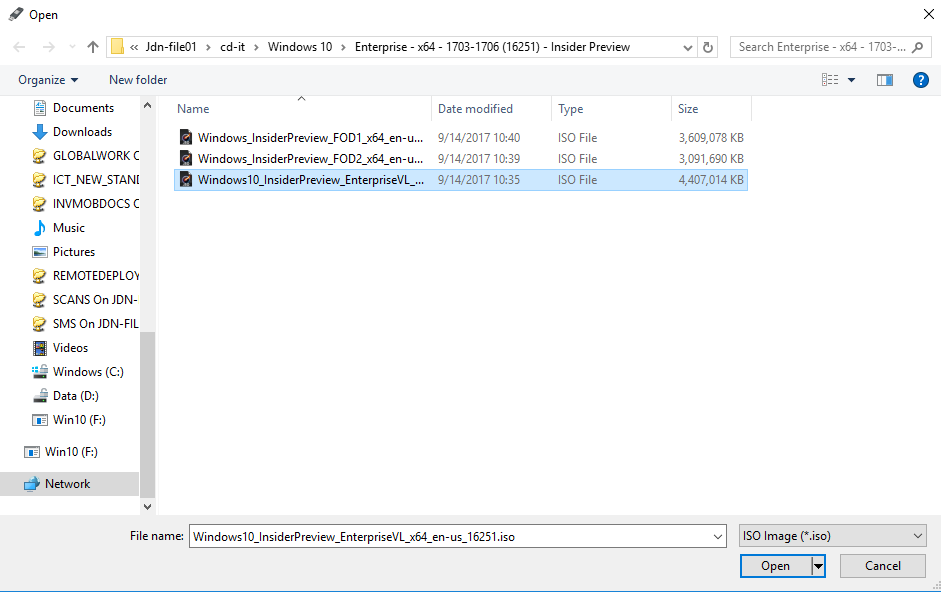 Open
« Jdn-file01 › cd-it › Windows 10 › Enterprise - x64 - 1703-1706 (16251) - Insider Preview
Search Enterprise - x64 - 1703-...
Organize
New folder
?
Documents
Downloads
GLOBALWORK C
ICT_NEW_STAND
INVMOBDOCS C
Music
Pictures
REMOTEDEPLOY
SCANS On JDN-
SMS On JDN-FIL
Videos
Windows (C:)
Data (D:)
Win10 (F:)
Win10 (F:)
Network
Name Date modified Type Size
Windows_InsiderPreview_FOD1_x64_en-u... 9/14/2017 10:40 ISO File 3,609,078 KB
Windows_InsiderPreview_FOD2_x64_en-u... 9/14/2017 10:39 ISO File 3,091,690 KB
Windows10_InsiderPreview_EnterpriseVL_... 9/14/2017 10:35 ISO File 4,407,014 KB
File name: Windows10_InsiderPreview_EnterpriseVL_x64_en-us_16251.iso ISO Image (*.iso)
Open Cancel